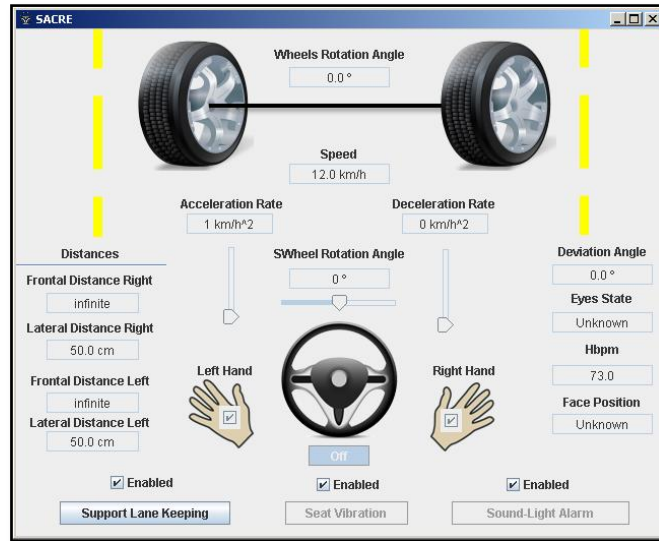 SACRE
Wheels Rotation Angle
0.0 °
Speed
12.0 km/h
Acceleration Rate
1 km/h^2
Deceleration Rate
0 km/h^2
Distances
Frontal Distance Right
infinite
Lateral Distance Right
50.0 cm
Frontal Distance Left
infinite
Lateral Distance Left
50.0 cm
SWheel Rotation Angle
0 °
Left Hand
Right Hand
Off
Deviation Angle
0.0 °
Eyes State
Unknown
Hbpm
73.0
Face Position
Unknown
Enabled
Support Lane Keeping
Enabled
Seat Vibration
Enabled
Sound-Light Alarm